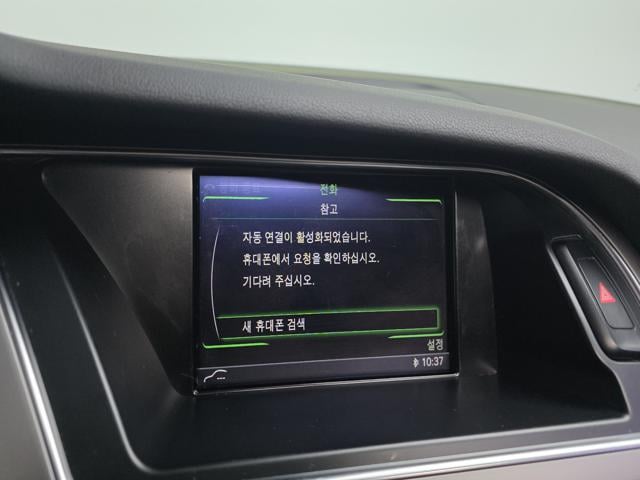 전화
참고
자동 연결이 활성화되었습니다.
휴대폰에서 요청을 확인하십시오.
기다려 주십시오.
새 휴대폰 검색
설정
10:37